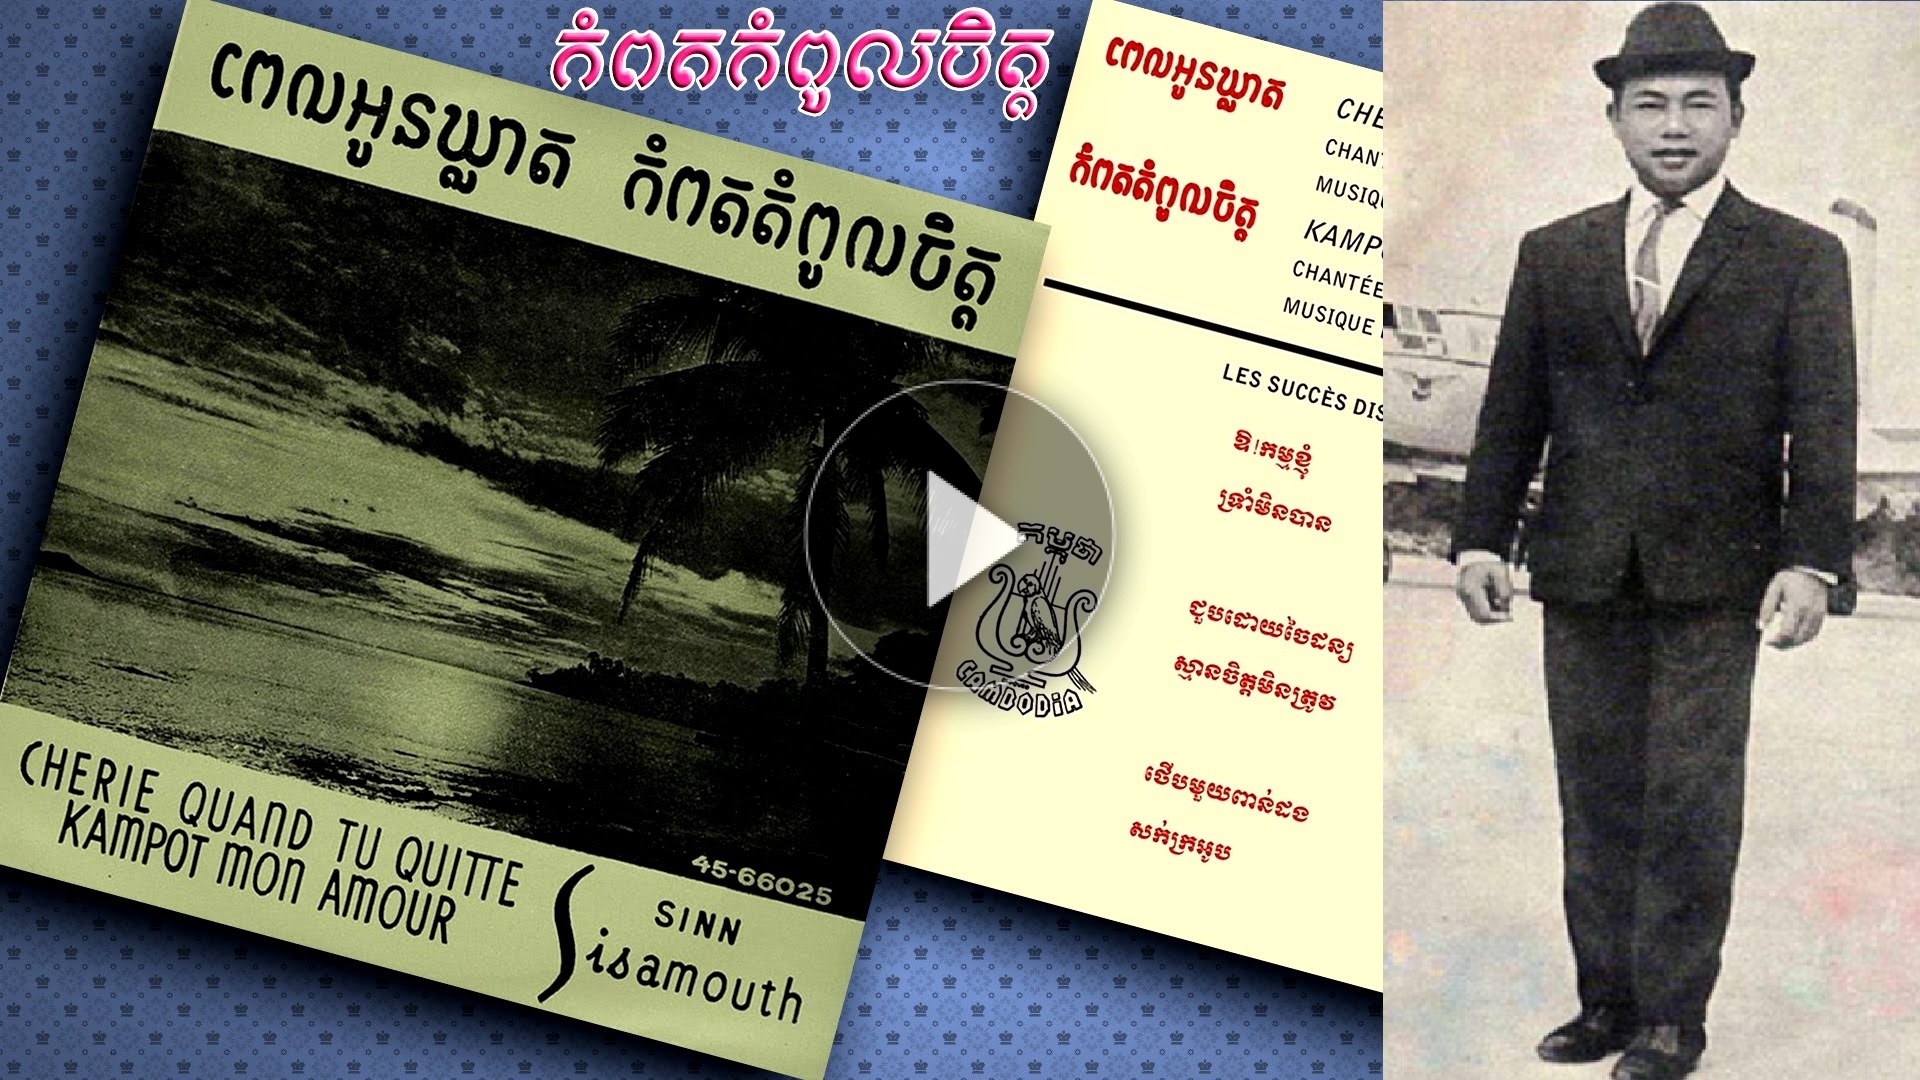 កំពតកំពូលចិត្ត
ពេលអូនឃ្លាត កំពតកំពូលចិត្ត
CHERIE QUAND TU QUITTE
KAMPOT MON AMOUR
45-66025
SINN
Sisamouth
ពេលអូនឃ្លាត
CHE
CHANT
MUSIQU
កំពតកំពូលចិត្ត
KAMP
CHANTÉE
MUSIQUE
LES SUCCÈS DIS
ឱ!កម្មខ្ញុំ
ទ្រាំមិនបាន
ជួបដោយចៃដន្យ
ស្មានចិត្តមិនត្រូវ
ថើបមួយពាន់ដង
សក់ក្រអូប
កម្ពុជា
CAMBODIA